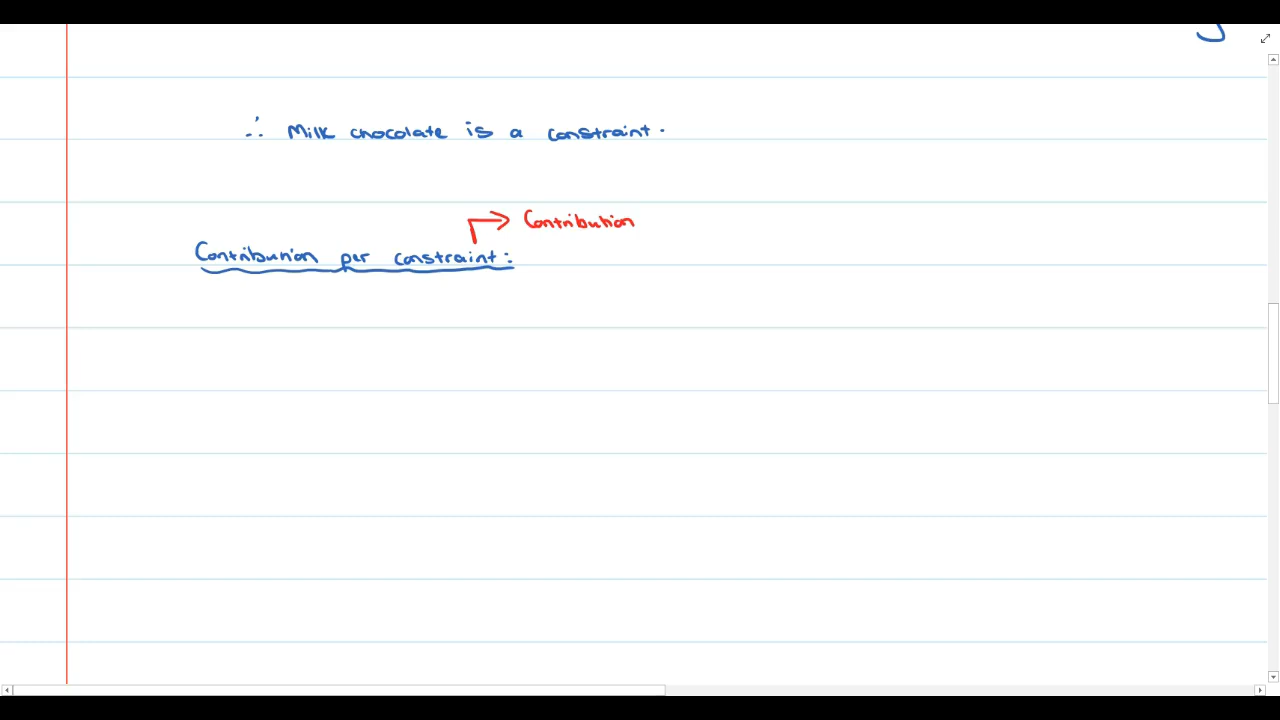 ∴ Milk chocolate is a constraint.
Contribution
Contribution per constraint: